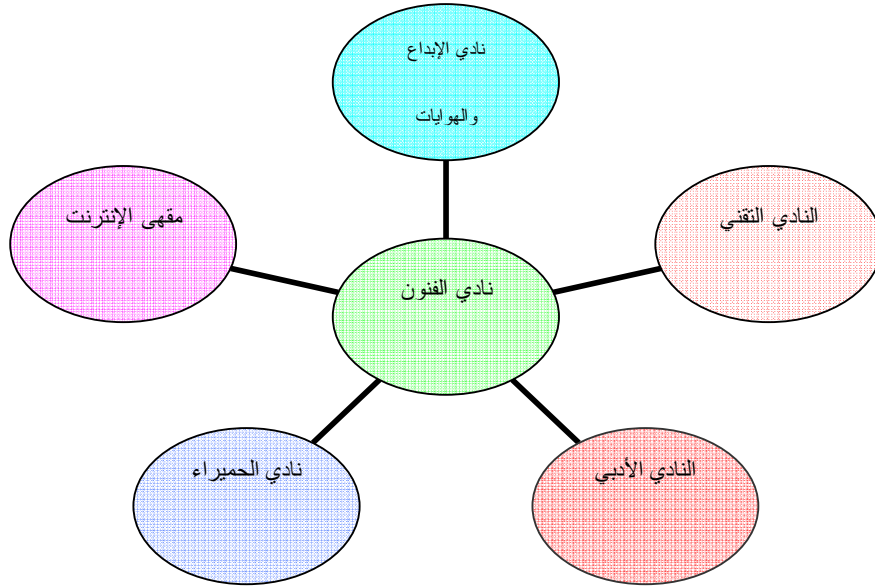 نادي الإبداع
والهوايات
النادي التقني
مقهى الإنترنت
نادي الفنون
النادي الأدبي
نادي الحميراء